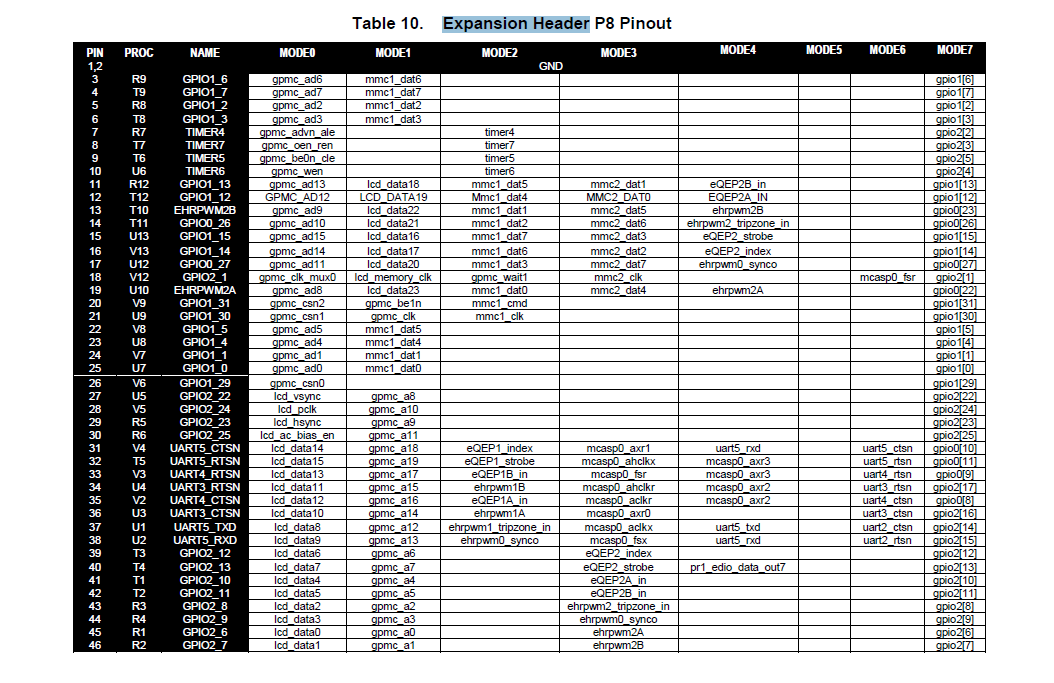 Table 10. Expansion Header P8 Pinout
PIN PROC NAME MODE0 MODE1 MODE2 MODE3 MODE4 MODE5 MODE6 MODE7
1,2 GND
3 R9 GPIO1_6 gpmc_ad6 mmc1_dat6 gpio1[6]
4 T9 GPIO1_7 gpmc_ad7 mmc1_dat7 gpio1[7]
5 R8 GPIO1_2 gpmc_ad2 mmc1_dat2 gpio1[2]
6 T8 GPIO1_3 gpmc_ad3 mmc1_dat3 gpio1[3]
7 R7 TIMER4 gpmc_advn_ale timer4 gpio2[2]
8 T7 TIMER7 gpmc_oen_ren timer7 gpio2[3]
9 T6 TIMER5 gpmc_be0n_cle timer5 gpio2[5]
10 U6 TIMER6 gpmc_wen timer6 gpio2[4]
11 R12 GPIO1_13 gpmc_ad13 lcd_data18 mmc1_dat5 mmc2_dat1 eQEP2B_in gpio1[13]
12 T12 GPIO1_12 GPMC_AD12 LCD_DATA19 Mmc1_dat4 MMC2_DAT0 EQEP2A_IN gpio1[12]
13 T10 EHRPWM2B gpmc_ad9 lcd_data22 mmc1_dat1 mmc2_dat5 ehrpwm2B gpio0[23]
14 T11 GPIO0_26 gpmc_ad10 lcd_data21 mmc1_dat2 mmc2_dat6 ehrpwm2_tripzone_in gpio0[26]
15 U13 GPIO1_15 gpmc_ad15 lcd_data16 mmc1_dat7 mmc2_dat3 eQEP2_strobe gpio1[15]
16 V13 GPIO1_14 gpmc_ad14 lcd_data17 mmc1_dat6 mmc2_dat2 eQEP2_index gpio1[14]
17 U12 GPIO0_27 gpmc_ad11 lcd_data20 mmc1_dat3 mmc2_dat7 ehrpwm0_synco gpio0[27]
18 V12 GPIO2_1 gpmc_clk_mux0 lcd_memory_clk gpmc_wait1 mmc2_clk mcasp0_fsr gpio2[1]
19 U10 EHRPWM2A gpmc_ad8 lcd_data23 mmc1_dat0 mmc2_dat4 ehrpwm2A gpio0[22]
20 V9 GPIO1_31 gpmc_csn2 gpmc_be1n mmc1_cmd gpio1[31]
21 U9 GPIO1_30 gpmc_csn1 gpmc_clk mmc1_clk gpio1[30]
22 V8 GPIO1_5 gpmc_ad5 mmc1_dat5 gpio1[5]
23 U8 GPIO1_4 gpmc_ad4 mmc1_dat4 gpio1[4]
24 V7 GPIO1_1 gpmc_ad1 mmc1_dat1 gpio1[1]
25 U7 GPIO1_0 gpmc_ad0 mmc1_dat0 gpio1[0]
26 V6 GPIO1_29 gpmc_csn0 gpio1[29]
27 U5 GPIO2_22 lcd_vsync gpmc_a8 gpio2[22]
28 V5 GPIO2_24 lcd_pclk gpmc_a10 gpio2[24]
29 R5 GPIO2_23 lcd_hsync gpmc_a9 gpio2[23]
30 R6 GPIO2_25 lcd_ac_bias_en gpmc_a11 gpio2[25]
31 V4 UART5_CTSN lcd_data14 gpmc_a18 eQEP1_index mcasp0_axr1 uart5_rxd uart5_ctsn gpio0[10]
32 T5 UART5_RTSN lcd_data15 gpmc_a19 eQEP1_strobe mcasp0_ahclkx mcasp0_axr3 uart5_rtsn gpio0[11]
33 V3 UART4_RTSN lcd_data13 gpmc_a17 eQEP1B_in mcasp0_fsr mcasp0_axr3 uart4_rtsn gpio0[9]
34 U4 UART3_RTSN lcd_data11 gpmc_a15 ehrpwm1B mcasp0_ahclkr mcasp0_axr2 uart3_rtsn gpio2[17]
35 V2 UART4_CTSN lcd_data12 gpmc_a16 eQEP1A_in mcasp0_aclkr mcasp0_axr2 uart4_ctsn gpio0[8]
36 U3 UART3_CTSN lcd_data10 gpmc_a14 ehrpwm1A mcasp0_axr0 uart3_ctsn gpio2[16]
37 U1 UART5_TXD lcd_data8 gpmc_a12 ehrpwm1_tripzone_in mcasp0_aclkx uart5_txd uart2_ctsn gpio2[14]
38 U2 UART5_RXD lcd_data9 gpmc_a13 ehrpwm0_synco mcasp0_fsx uart5_rxd uart2_rtsn gpio2[15]
39 T3 GPIO2_12 lcd_data6 gpmc_a6 eQEP2_index gpio2[12]
40 T4 GPIO2_13 lcd_data7 gpmc_a7 eQEP2_strobe pr1_edio_data_out7 gpio2[13]
41 T1 GPIO2_10 lcd_data4 gpmc_a4 eQEP2A_in gpio2[10]
42 T2 GPIO2_11 lcd_data5 gpmc_a5 eQEP2B_in gpio2[11]
43 R3 GPIO2_8 lcd_data2 gpmc_a2 ehrpwm2_tripzone_in gpio2[8]
44 R4 GPIO2_9 lcd_data3 gpmc_a3 ehrpwm0_synco gpio2[9]
45 R1 GPIO2_6 lcd_data0 gpmc_a0 ehrpwm2A gpio2[6]
46 R2 GPIO2_7 lcd_data1 gpmc_a1 ehrpwm2B gpio2[7]